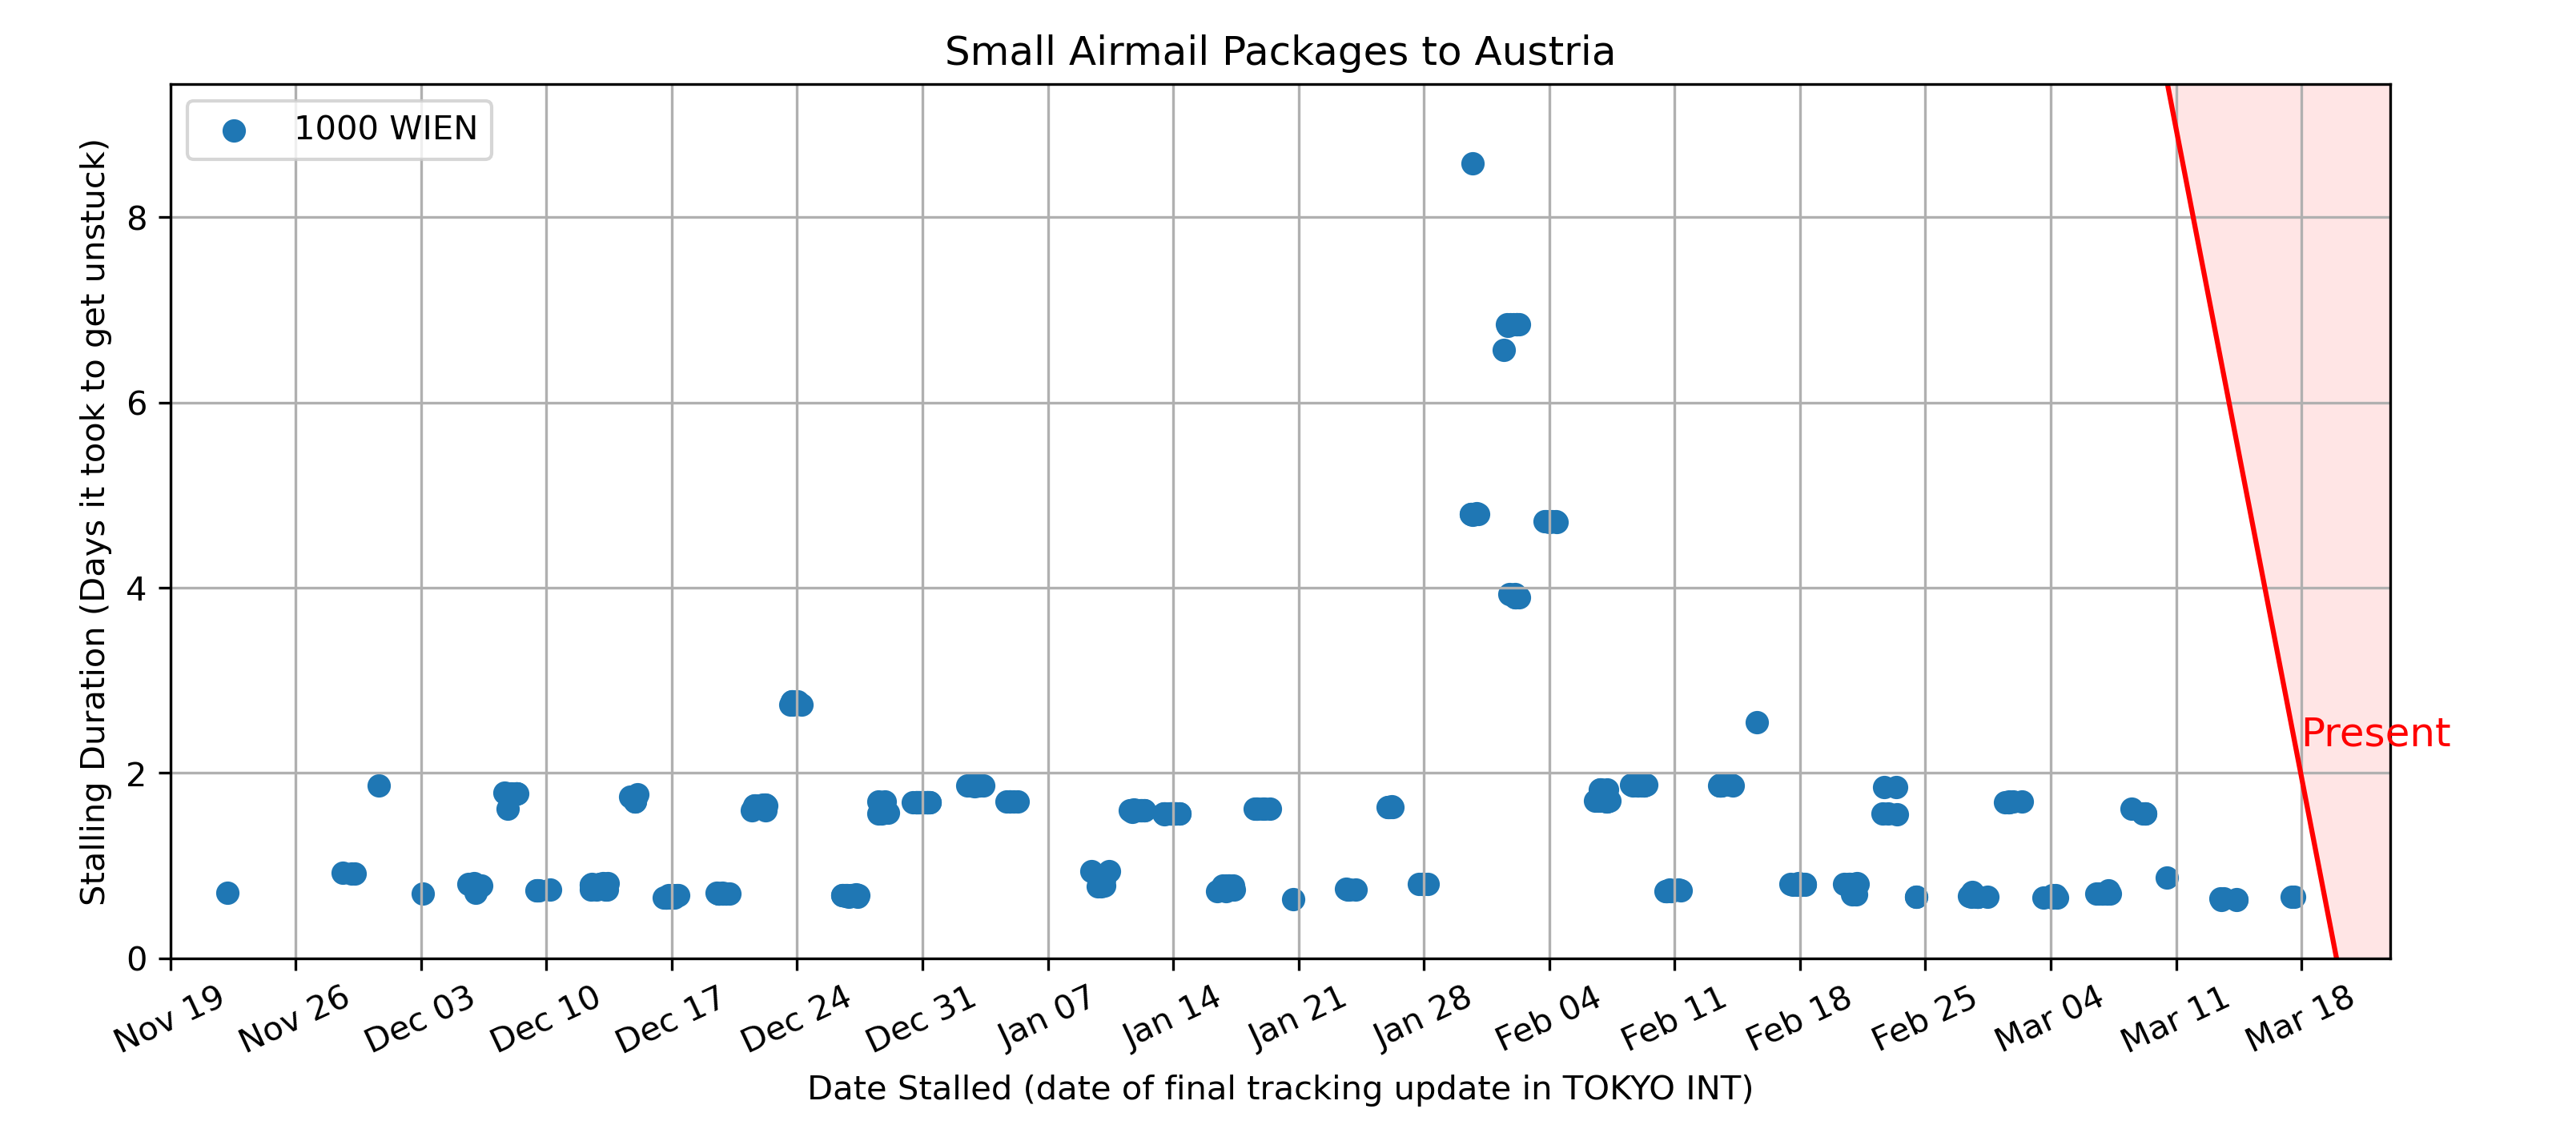 Small Airmail Packages to Austria
1000 WIEN
Stalling Duration (Days it took to get unstuck)
8
6
4
2
0
Present
Nov 19 Nov 26 Dec 03 Dec 10 Dec 17 Dec 24 Dec 31 Jan 07 Jan 14 Jan 21 Jan 28 Feb 04 Feb 11 Feb 18 Feb 25 Mar 04 Mar 11 Mar 18
Date Stalled (date of final tracking update in TOKYO INT)